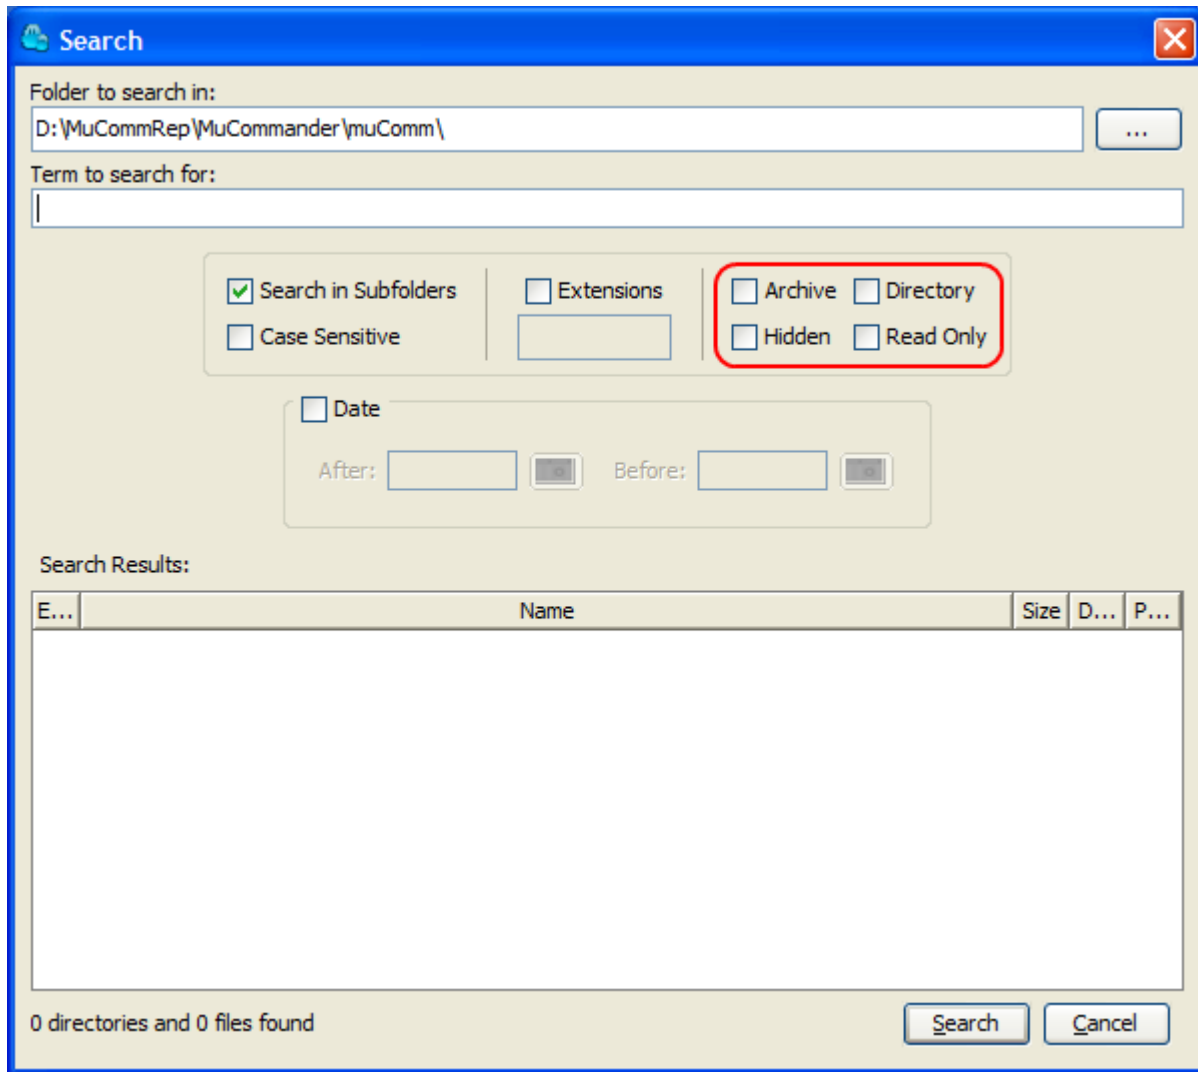 Search
Folder to search in:
D:\MuCommRep\MuCommander\muComm\
...
Term to search for:
Search in Subfolders Extensions Archive Directory
Case Sensitive Hidden Read Only
Date
After: Before:
Search Results:
E... Name Size D... P...
0 directories and 0 files found Search Cancel